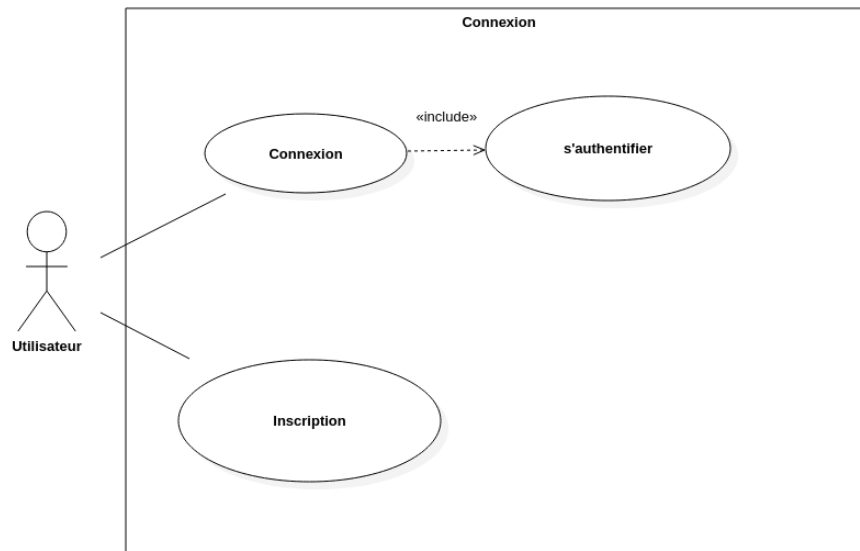 Connexion
«include»
Connexion
s'authentifier
Utilisateur
Inscription